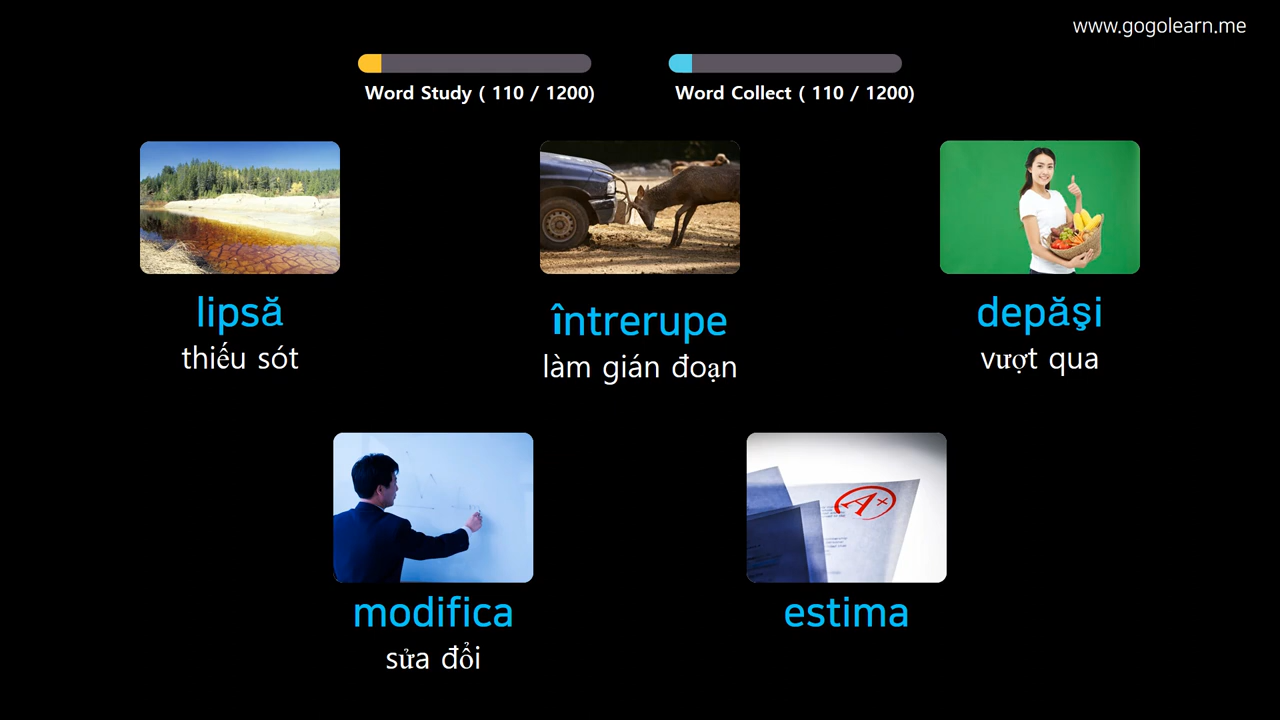 www.gogolearn.me
Word Study ( 110 / 1200)
Word Collect ( 110 / 1200)
lipsă
thiếu sót
întrerupe
làm gián đoạn
depăşi
vượt qua
A+
modifica
sửa đổi
estima